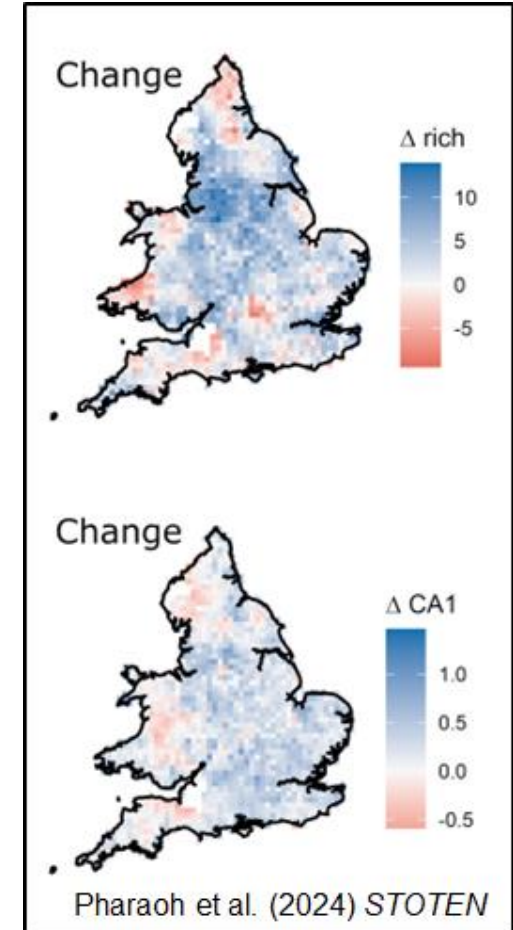 Change
Δ rich
10
5
0
-5
Change
Δ CA1
1.0
0.5
0.0
-0.5
Pharaoh et al. (2024) STOTEN